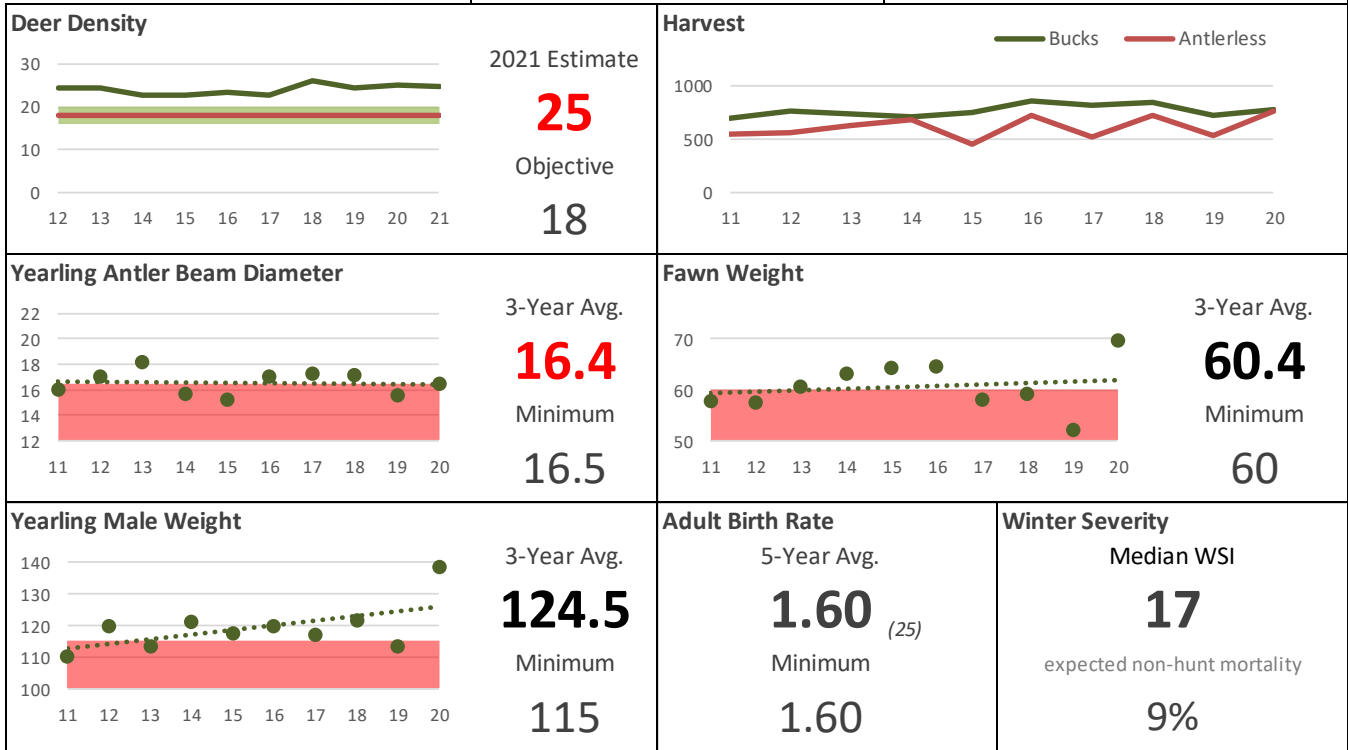 Deer Density
30
20
10
0
12 13 14 15 16 17 18 19 20 21
2021 Estimate
25
Objective
18
Harvest
Bucks Antlerless
1000
500
0
11 12 13 14 15 16 17 18 19 20
Yearling Antler Beam Diameter
22
20
18
16
14
12
11 12 13 14 15 16 17 18 19 20
3-Year Avg.
16.4
Minimum
16.5
Fawn Weight
70
60
50
11 12 13 14 15 16 17 18 19 20
3-Year Avg.
60.4
Minimum
60
Yearling Male Weight
140
130
120
110
100
11 12 13 14 15 16 17 18 19 20
3-Year Avg.
124.5
Minimum
115
Adult Birth Rate
5-Year Avg.
1.60 (25)
Minimum
1.60
Winter Severity
Median WSI
17
expected non-hunt mortality
9%